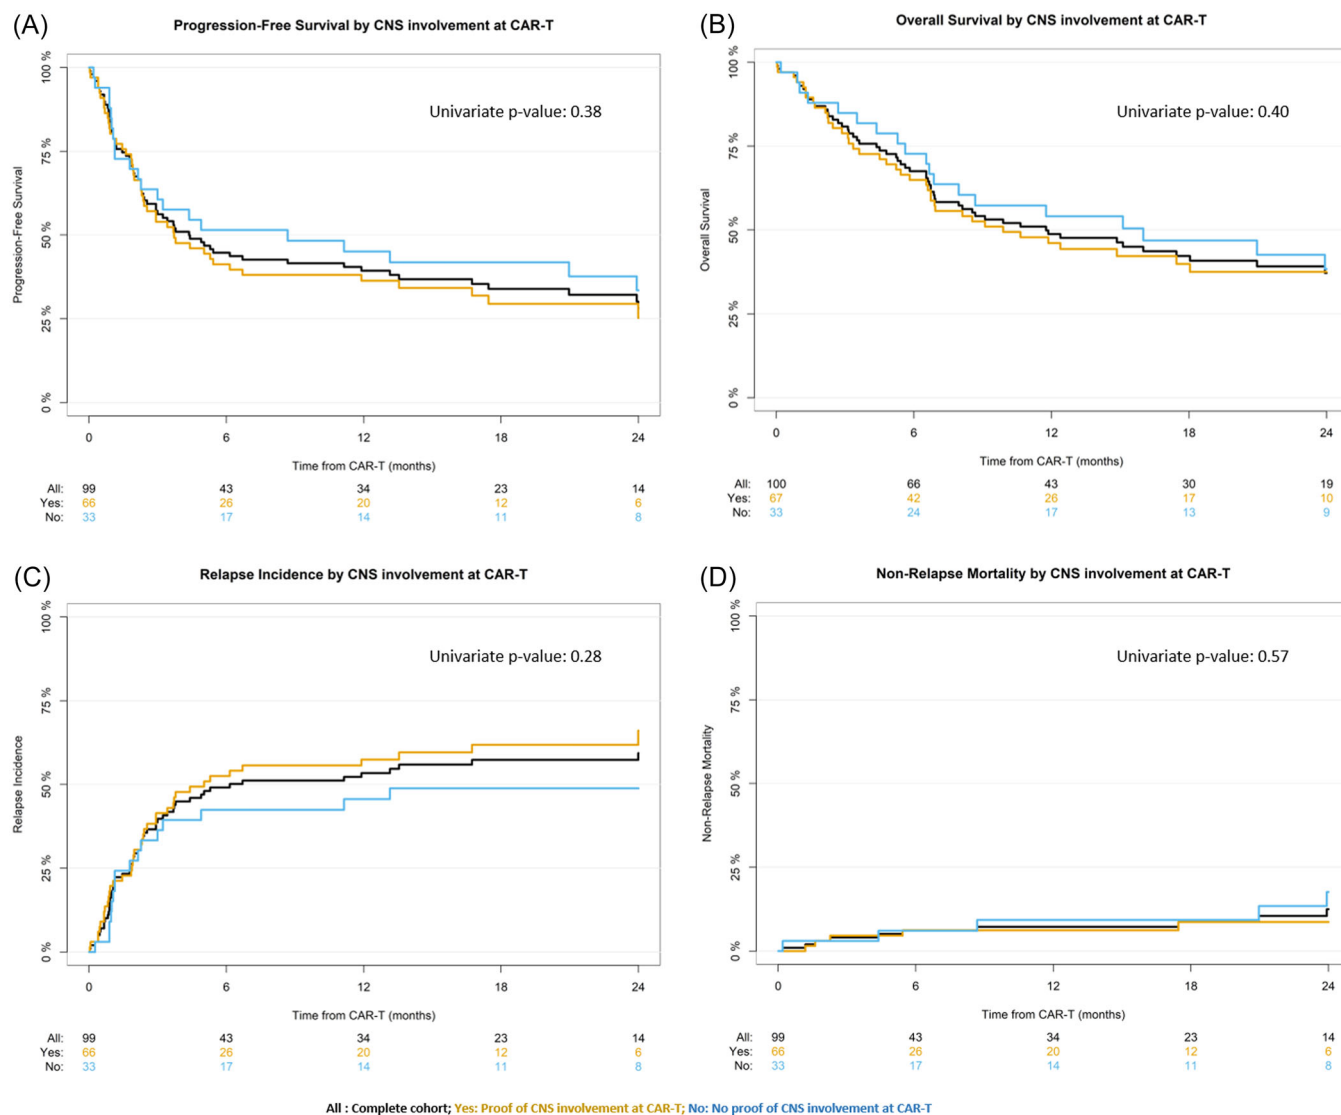 (A)
Progression-Free Survival by CNS involvement at CAR-T
Univariate p-value: 0.38
Progression-Free Survival
100 %
75 %
50 %
25 %
0 %
0 6 12 18 24
Time from CAR-T (months)
All: 99 43 34 23 14
Yes: 66 26 20 12 6
No: 33 17 14 11 8
(B)
Overall Survival by CNS involvement at CAR-T
Univariate p-value: 0.40
Overall Survival
100 %
75 %
50 %
25 %
0 %
0 6 12 18 24
Time from CAR-T (months)
All: 100 66 43 30 19
Yes: 67 42 26 17 10
No: 33 24 17 13 9
(C)
Relapse Incidence by CNS involvement at CAR-T
Univariate p-value: 0.28
Relapse Incidence
100 %
75 %
50 %
25 %
0 %
0 6 12 18 24
Time from CAR-T (months)
All: 99 43 34 23 14
Yes: 66 26 20 12 6
No: 33 17 14 11 8
(D)
Non-Relapse Mortality by CNS involvement at CAR-T
Univariate p-value: 0.57
Non-Relapse Mortality
100 %
75 %
50 %
25 %
0 %
0 6 12 18 24
Time from CAR-T (months)
All: 99 43 34 23 14
Yes: 66 26 20 12 6
No: 33 17 14 11 8
All : Complete cohort; Yes: Proof of CNS involvement at CAR-T; No: No proof of CNS involvement at CAR-T